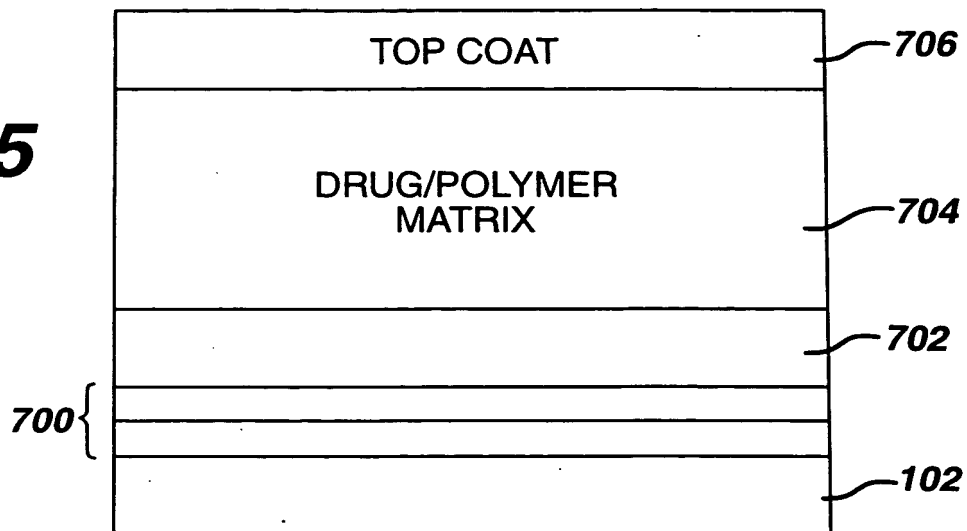 TOP COAT
706
5
DRUG/POLYMER
MATRIX
704
702
700
102